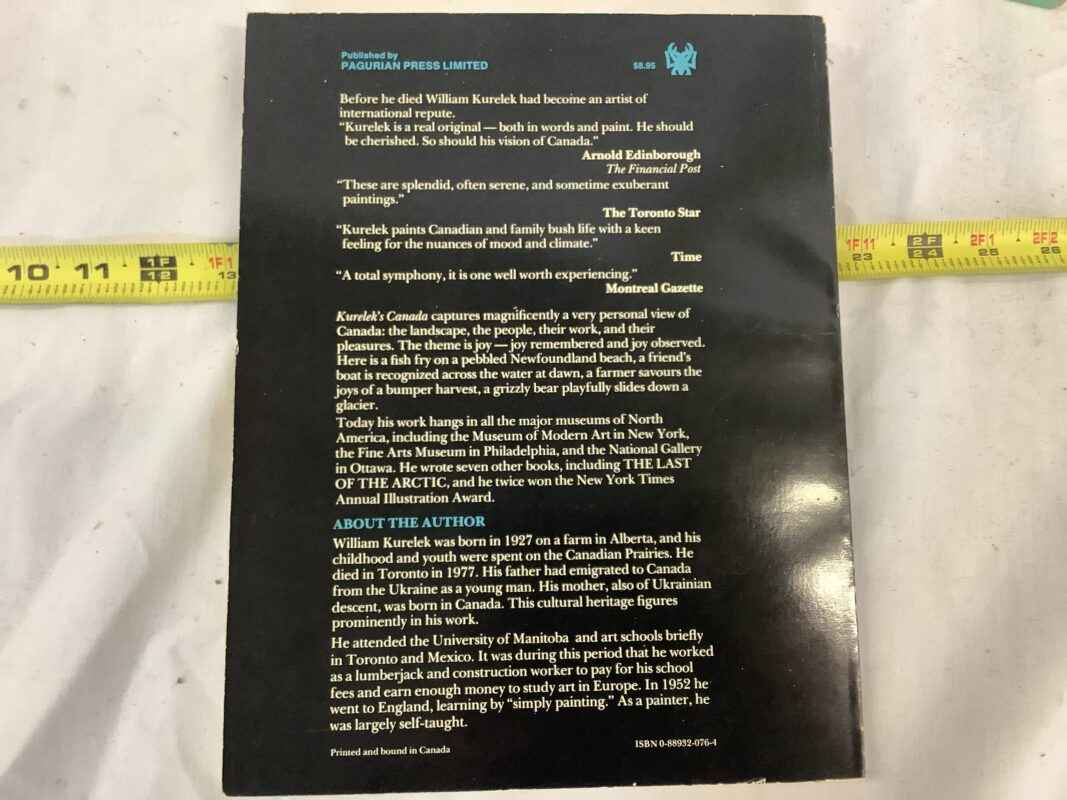 Published by
PAGURIAN PRESS LIMITED
$8.95
Before he died William Kurelek had become an artist of
international repute.
“Kurelek is a real original — both in words and paint. He should
be cherished. So should his vision of Canada.”
Arnold Edinborough
The Financial Post
“These are splendid, often serene, and sometime exuberant
paintings.”
The Toronto Star
“Kurelek paints Canadian and family bush life with a keen
feeling for the nuances of mood and climate.”
Time
“A total symphony, it is one well worth experiencing.”
Montreal Gazette
10 11 1F 12 1F1 13
1F11 23 2F 24 2F1 25 2F2 26
Kurelek's Canada captures magnificently a very personal view of
Canada: the landscape, the people, their work, and their
pleasures. The theme is joy — joy remembered and joy observed.
Here is a fish fry on a pebbled Newfoundland beach, a friend's
boat is recognized across the water at dawn, a farmer savours the
joys of a bumper harvest, a grizzly bear playfully slides down a
glacier.
Today his work hangs in all the major museums of North
America, including the Museum of Modern Art in New York,
the Fine Arts Museum in Philadelphia, and the National Gallery
in Ottawa. He wrote seven other books, including THE LAST
OF THE ARCTIC, and he twice won the New York Times
Annual Illustration Award.
ABOUT THE AUTHOR
William Kurelek was born in 1927 on a farm in Alberta, and his
childhood and youth were spent on the Canadian Prairies. He
died in Toronto in 1977. His father had emigrated to Canada
from the Ukraine as a young man. His mother, also of Ukrainian
descent, was born in Canada. This cultural heritage figures
prominently in his work.
He attended the University of Manitoba and art schools briefly
in Toronto and Mexico. It was during this period that he worked
as a lumberjack and construction worker to pay for his school
fees and earn enough money to study art in Europe. In 1952 he
went to England, learning by “simply painting.” As a painter, he
was largely self-taught.
Printed and bound in Canada
ISBN 0-88932-076-4